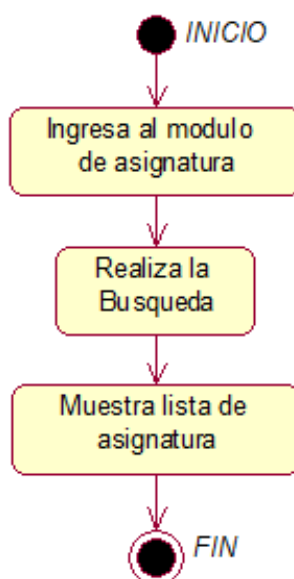 INICIO
Ingresa al modulo
de asignatura
Realiza la
Busqueda
Muestra lista de
asignatura
FIN